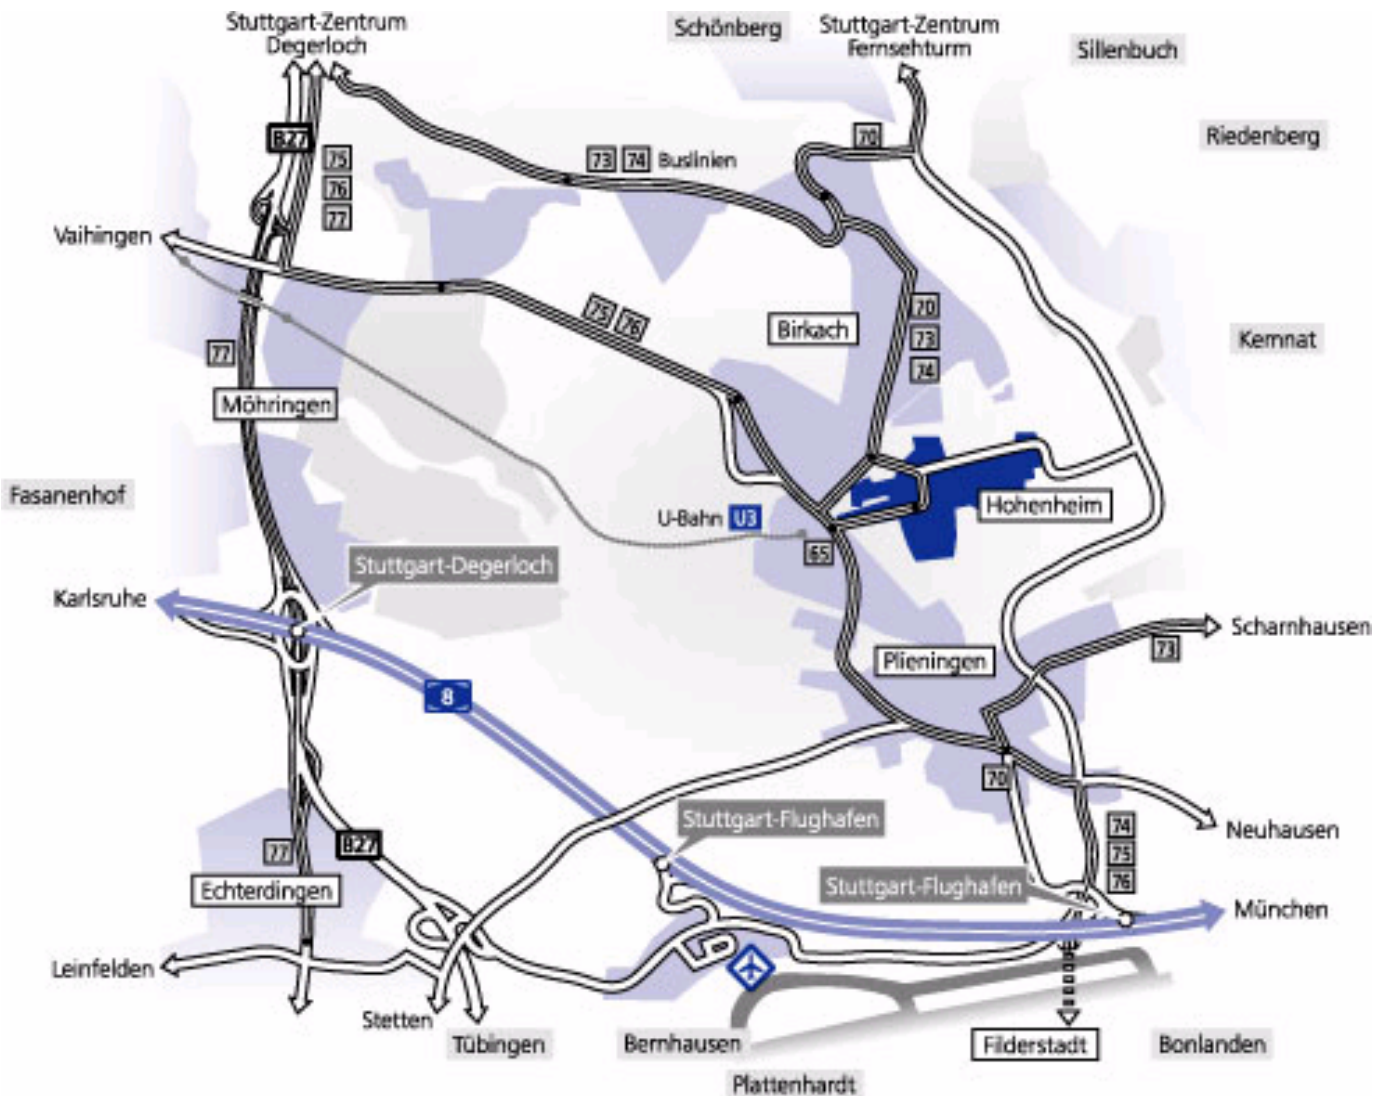 Stuttgart-Zentrum
Degerloch
Schönberg
Stuttgart-Zentrum
Fernsehturm
Sillenbuch
B27
70
Riedenberg
75
76
77
73 74 Buslinien
Vaihingen
75 76
70
73
74
Birkach
Kemnat
77
Möhringen
Fasanenhof
Hohenheim
U-Bahn U3
65
Stuttgart-Degerloch
Karlsruhe
Scharnhausen
73
Plieningen
8
70
Stuttgart-Flughafen
Neuhausen
74
75
76
77
B27
Echterdingen
Stuttgart-Flughafen
München
Leinfelden
Stetten
Tübingen
Bernhausen
Filderstadt
Bonlanden
Plattenhardt